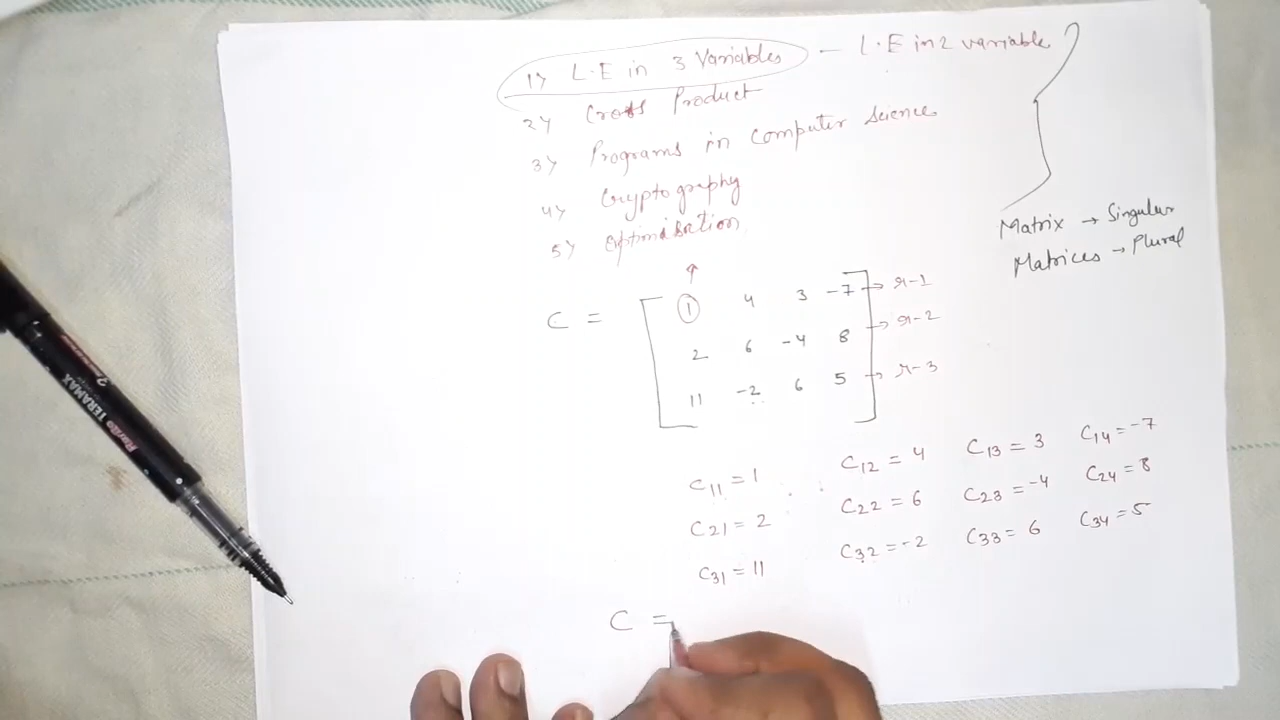 1) L.E in 3 Variables - L.E in 2 variable
2) Cross Product
3) Programs in Computer Science
4) Cryptography
5) Optimisation
Matrix → Singular
Matrices → Plural
C = [ 1 4 3 -7 ] → r-1
2 6 -4 8 → r-2
11 -2 6 5 → r-3
C11 = 1 C12 = 4 C13 = 3 C14 = -7
C21 = 2 C22 = 6 C23 = -4 C24 = 8
C31 = 11 C32 = -2 C33 = 6 C34 = 5
C =
Rorito TERAMAX